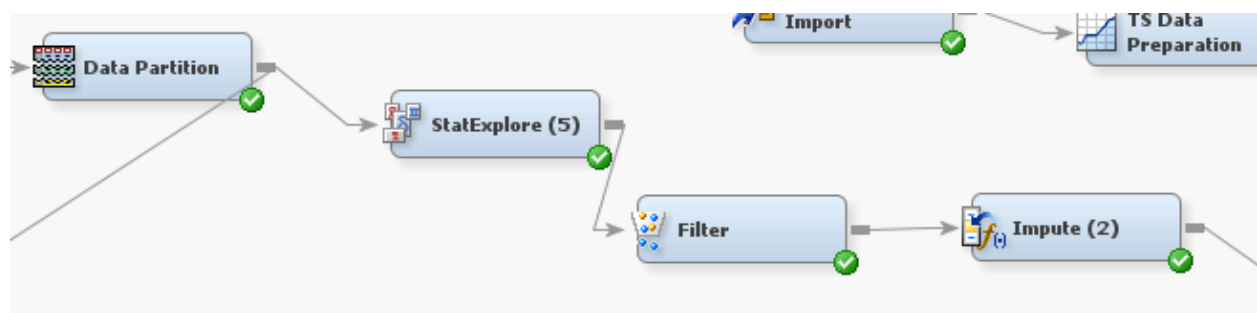 Import
TS Data
Preparation
Data Partition
StatExplore (5)
Filter
Impute (2)